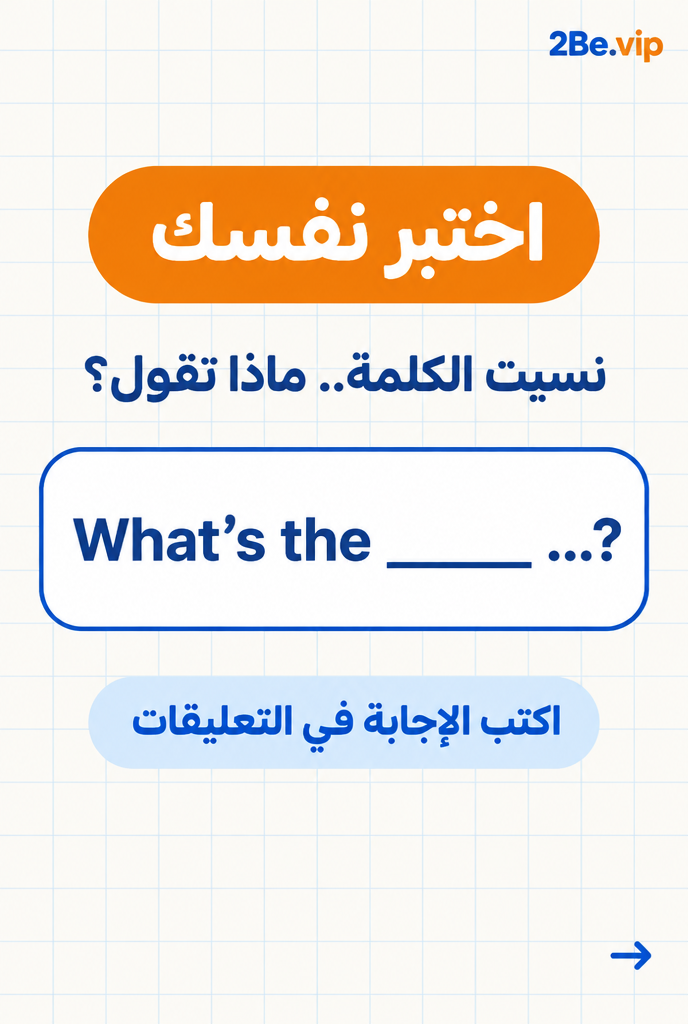 2Be.vip
اختبر نفسك
نسيت الكلمة.. ماذا تقول؟
What's the _____ ...?
اكتب الإجابة في التعليقات
→